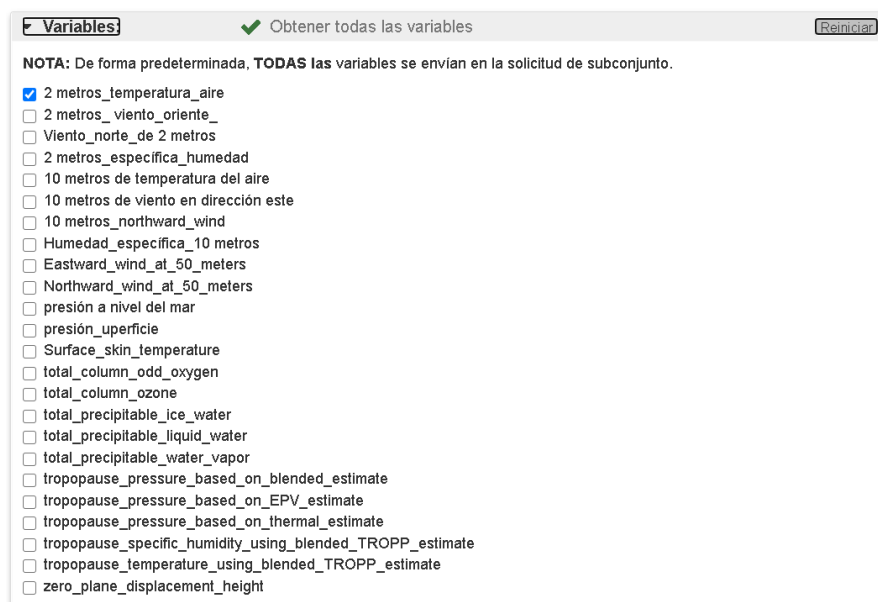 Variables:
Obtener todas las variables
Reiniciar
NOTA: De forma predeterminada, TODAS las variables se envían en la solicitud de subconjunto.
2 metros_temperatura_aire
2 metros_ viento_oriente_
Viento_norte_de 2 metros
2 metros_específica_humedad
10 metros de temperatura del aire
10 metros de viento en dirección este
10 metros_northward_wind
Humedad_específica_10 metros
Eastward_wind_at_50_meters
Northward_wind_at_50_meters
presión a nivel del mar
presión_uperficie
Surface_skin_temperature
total_column_odd_oxygen
total_column_ozone
total_precipitable_ice_water
total_precipitable_liquid_water
total_precipitable_water_vapor
tropopause_pressure_based_on_blended_estimate
tropopause_pressure_based_on_EPV_estimate
tropopause_pressure_based_on_thermal_estimate
tropopause_specific_humidity_using_blended_TROPP_estimate
tropopause_temperature_using_blended_TROPP_estimate
zero_plane_displacement_height